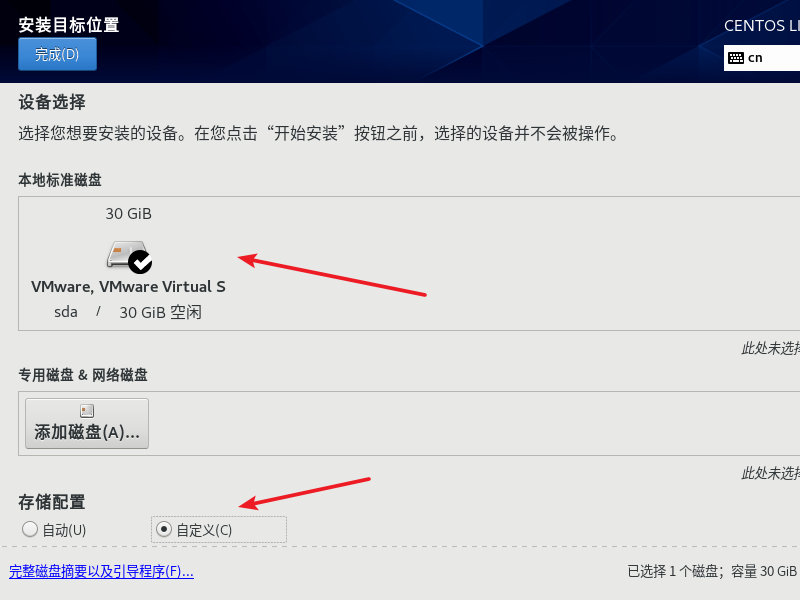 安装目标位置
CENTOS LI
完成(D)
cn
设备选择
选择您想要安装的设备。在您点击“开始安装”按钮之前，选择的设备并不会被操作。
本地标准磁盘
30 GiB
VMware, VMware Virtual S
sda / 30 GiB 空闲
此处未选择
专用磁盘 & 网络磁盘
添加磁盘(A)...
此处未选择
存储配置
自动(U) 自定义(C)
完整磁盘摘要以及引导程序(F)... 已选择 1 个磁盘；容量 30 GiB